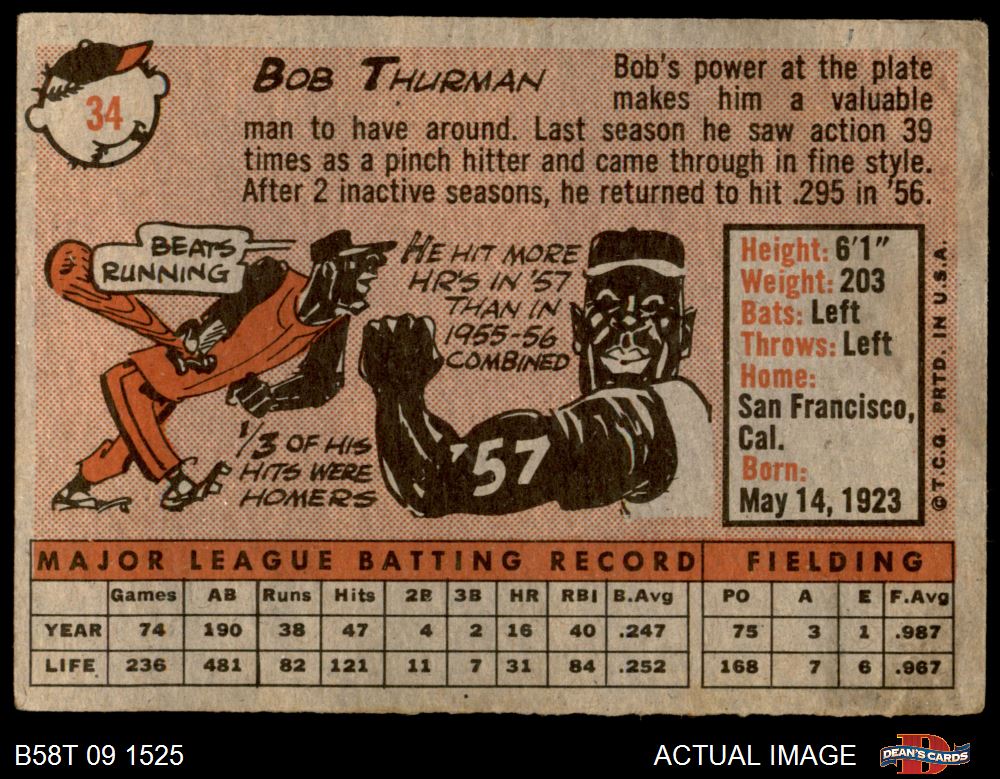 34
BOB THURMAN
Bob's power at the plate
makes him a valuable
man to have around. Last season he saw action 39
times as a pinch hitter and came through in fine style.
After 2 inactive seasons, he returned to hit .295 in '56.
BEATS
RUNNING
HE HIT MORE
HR'S IN '57
THAN IN
1955-56
COMBINED
1/3 OF HIS
HITS WERE
HOMERS
'57
Height: 6'1"
Weight: 203
Bats: Left
Throws: Left
Home:
San Francisco,
Cal.
Born:
May 14, 1923
© T.C.G. PRTD. IN U.S.A.
MAJOR LEAGUE BATTING RECORD FIELDING
Games AB Runs Hits 2B 3B HR RBI B.Avg PO A E F.Avg
YEAR 74 190 38 47 4 2 16 40 .247 75 3 1 .987
LIFE 236 481 82 121 11 7 31 84 .252 168 7 6 .967
B58T 09 1525 ACTUAL IMAGE DEAN'S CARDS